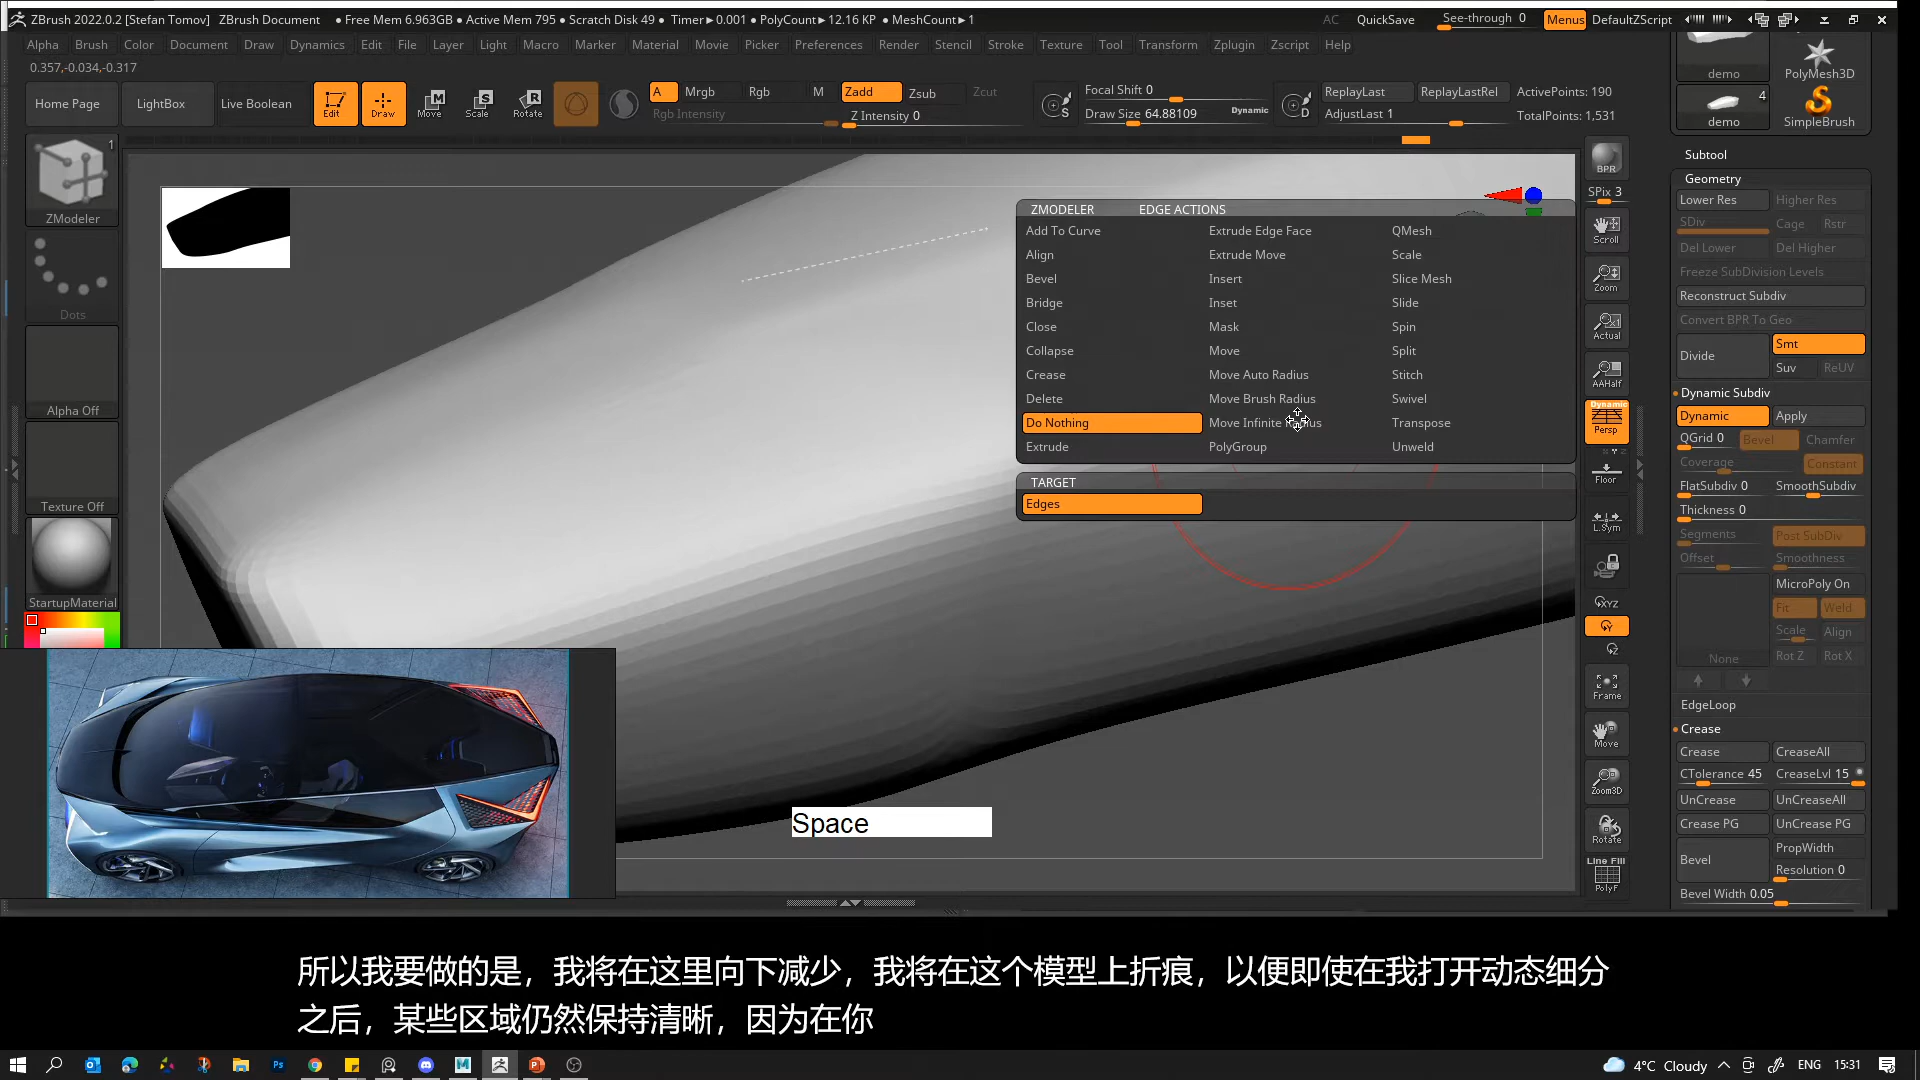 ZBrush 2022.0.2 [Stefan Tomov] ZBrush Document • Free Mem 6.963GB • Active Mem 795 • Scratch Disk 49 • Timer▸0.001 • PolyCount▸12.16 KP • MeshCount▸1
AC QuickSave See-through 0 Menus DefaultZScript
Alpha Brush Color Document Draw Dynamics Edit File Layer Light Macro Marker Material Movie Picker Preferences Render Stencil Stroke Texture Tool Transform Zplugin Zscript Help
0.357,-0.034,-0.317
Home Page LightBox Live Boolean Edit Draw Move Scale Rotate
A Mrgb Rgb M Zadd Zsub Zcut
Rgb Intensity Z Intensity 0
Focal Shift 0
Draw Size 64.88109 Dynamic
ReplayLast ReplayLastRel ActivePoints: 190
AdjustLast 1 TotalPoints: 1,531
demo PolyMesh3D
demo 4 SimpleBrush
1
ZModeler
Dots
Alpha Off
Texture Off
StartupMaterial
ZMODELER EDGE ACTIONS
Add To Curve Extrude Edge Face QMesh
Align Extrude Move Scale
Bevel Insert Slice Mesh
Bridge Inset Slide
Close Mask Spin
Collapse Move Split
Crease Move Auto Radius Stitch
Delete Move Brush Radius Swivel
Do Nothing Move Infinite Radius Transpose
Extrude PolyGroup Unweld
TARGET
Edges
BPR
SPix 3
Scroll
Zoom
Actual
AAHalf
Dynamic
Persp
Floor
L.Sym
XYZ
Y
Z
Frame
Move
Zoom3D
Rotate
Line Fill
PolyF
Subtool
Geometry
Lower Res Higher Res
SDiv Cage Rstr
Del Lower Del Higher
Freeze SubDivision Levels
Reconstruct Subdiv
Convert BPR To Geo
Divide Smt
Suv ReUV
Dynamic Subdiv
Dynamic Apply
QGrid 0 Bevel Chamfer
Coverage Constant
FlatSubdiv 0 SmoothSubdiv
Thickness 0
Segments Post SubDiv
Offset Smoothness
MicroPoly On
Fit Weld
Scale Align
None Rot Z Rot X
EdgeLoop
Crease
Crease CreaseAll
CTolerance 45 CreaseLvl 15
UnCrease UnCreaseAll
Crease PG UnCrease PG
Bevel PropWidth
Resolution 0
Bevel Width 0.05
Space
所以我要做的是，我将在这里向下减少，我将在这个模型上折痕，以便即使在我打开动态细分
之后，某些区域仍然保持清晰，因为在你
4°C Cloudy ENG 15:31